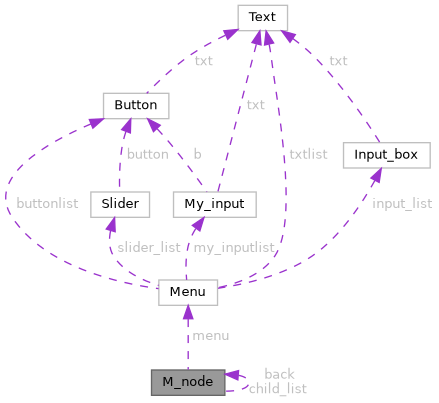 Text
txt
Button
txt
button
b
txtlist
txt
Input_box
buttonlist
Slider
My_input
input_list
slider_list
my_inputlist
Menu
menu
back
child_list
M_node